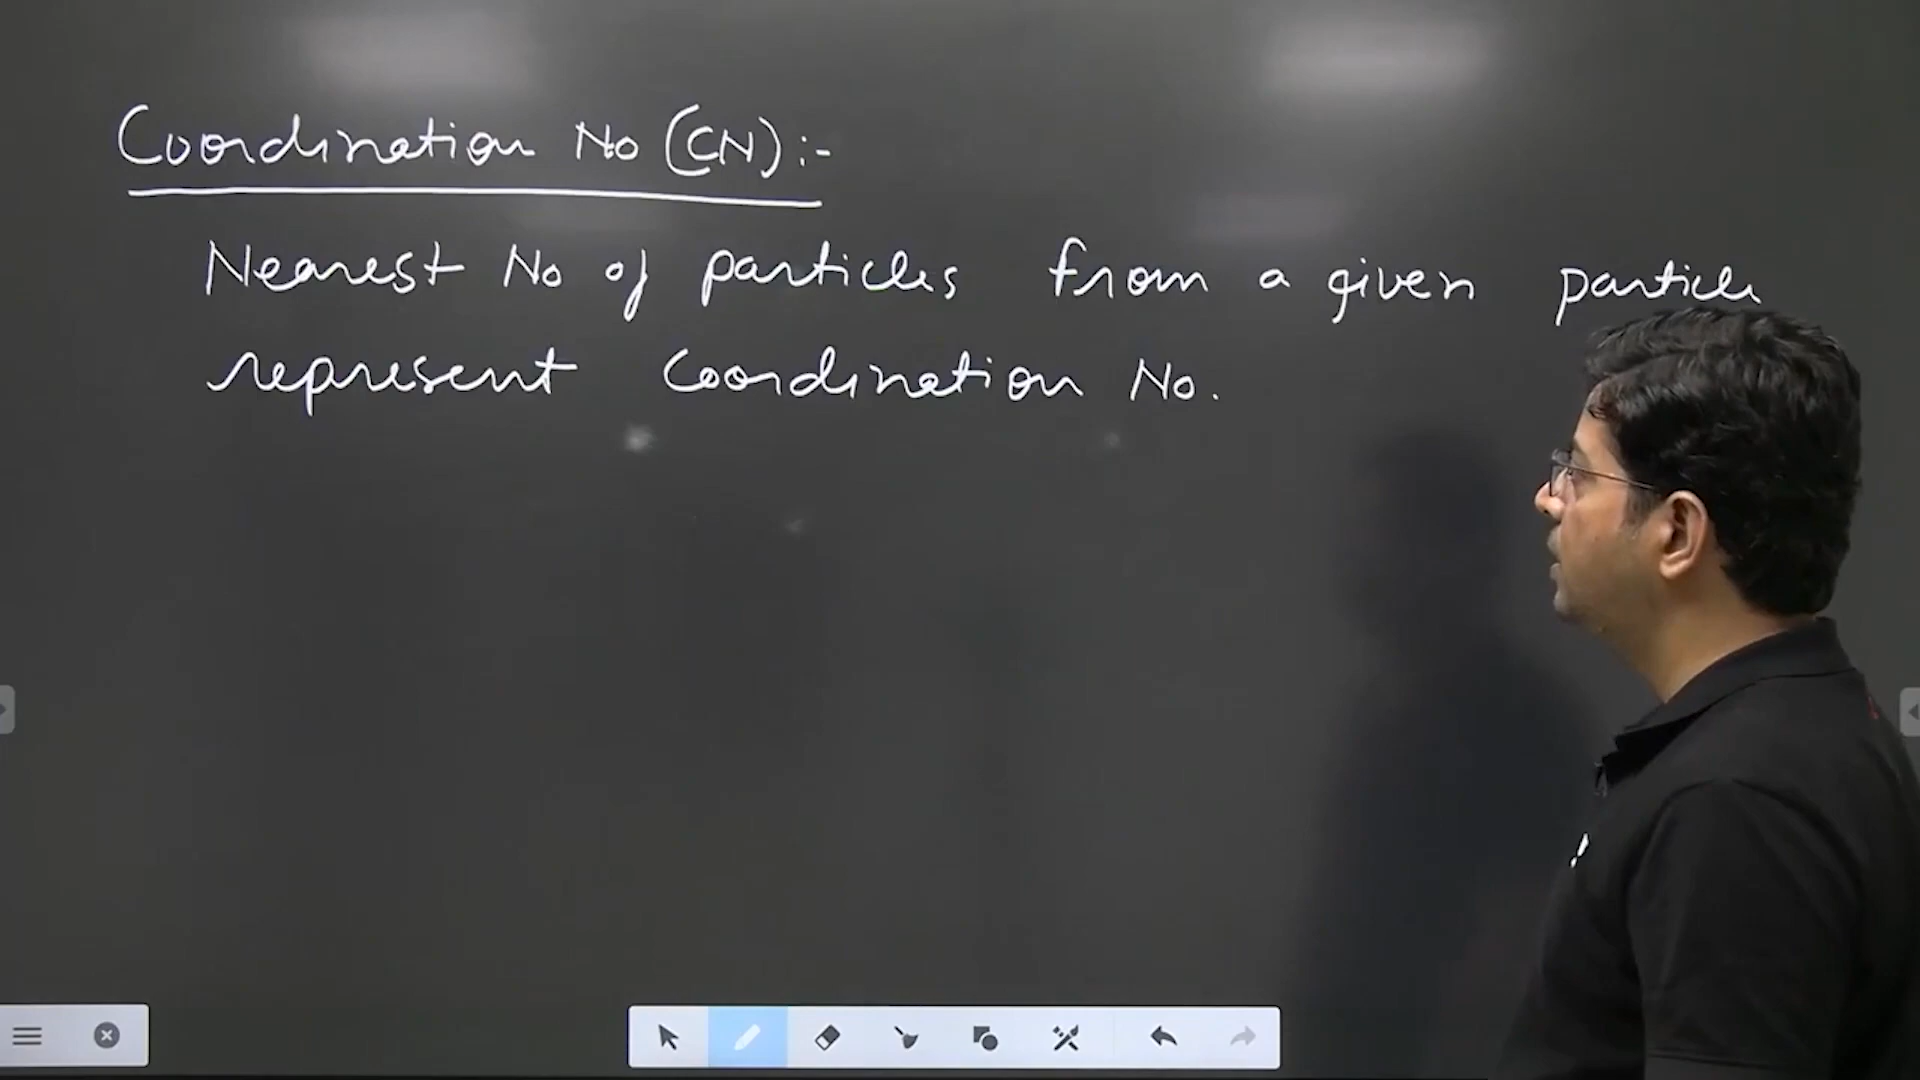 Coordination No (CN):-
Nearest No of particles from a given particle
represent Coordination No.